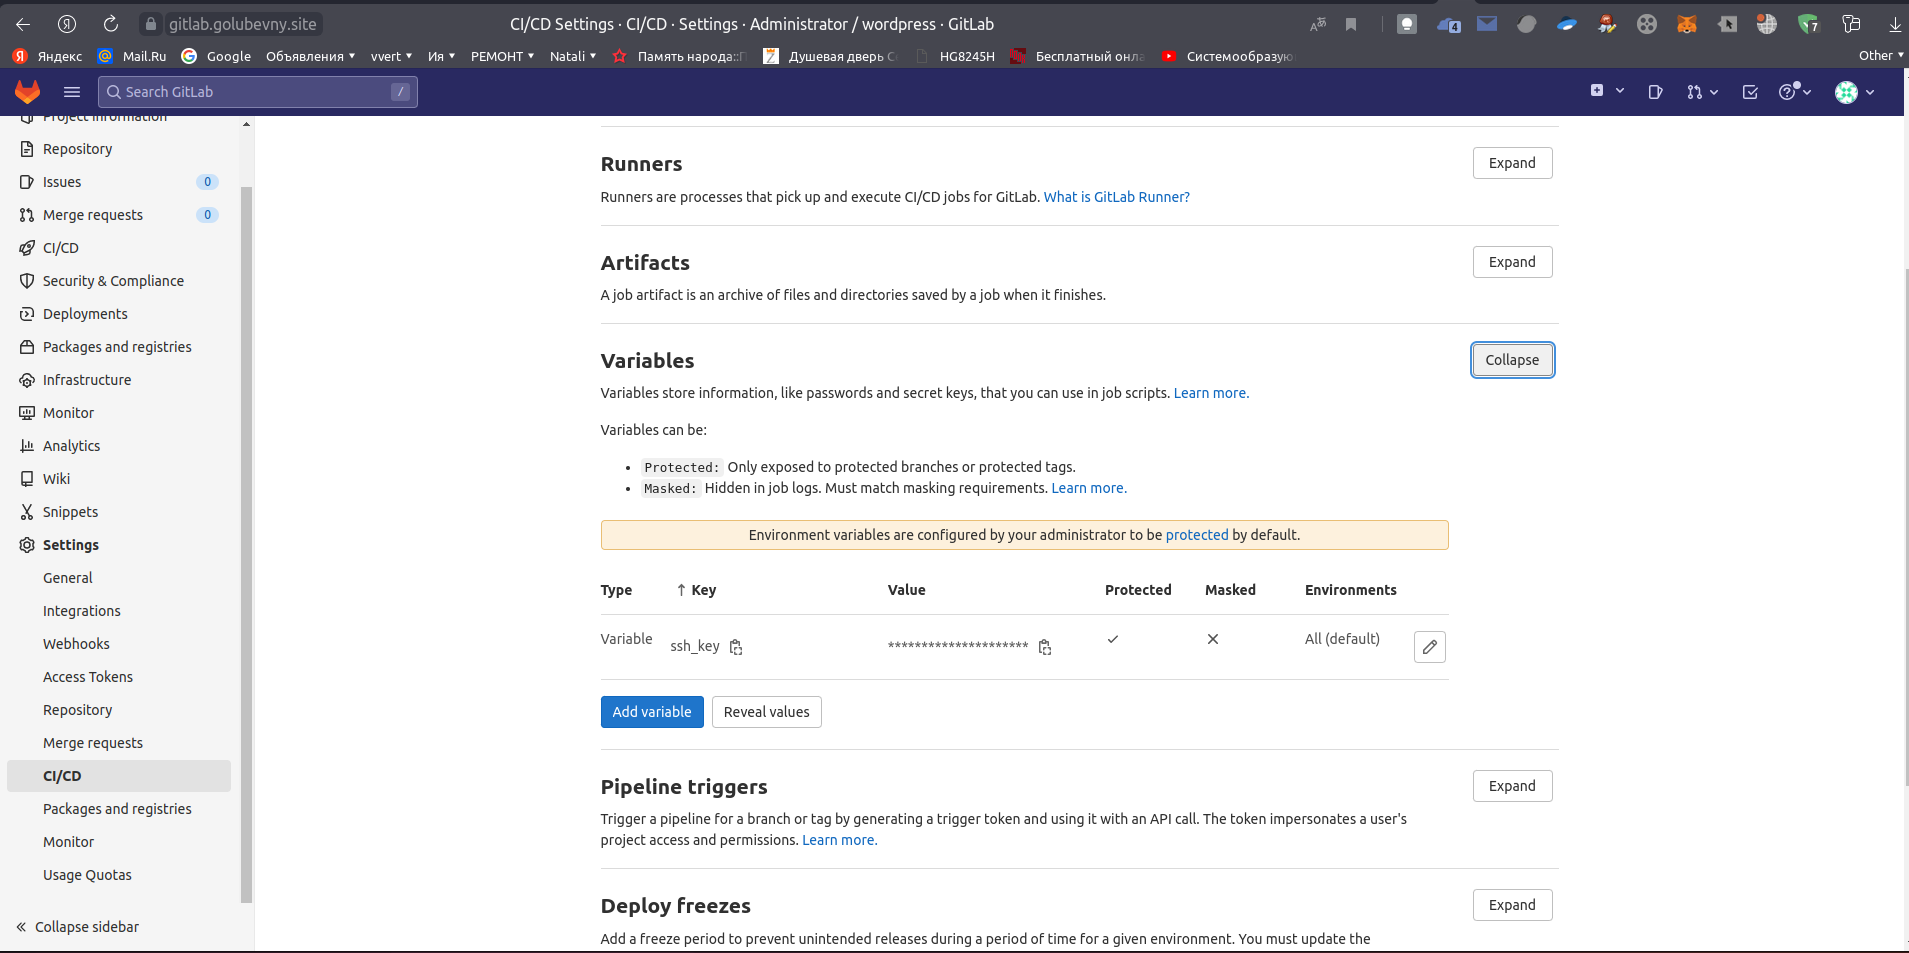 gitlab.golubevny.site
CI/CD Settings · CI/CD · Settings · Administrator / wordpress · GitLab
4
7
Яндекс
Mail.Ru
Google
Объявления
vvert
Ия
РЕМОНТ
Natali
Память народа::
Душевая дверь
HG8245H
Бесплатный онла
Системообразую
Other
Search GitLab
/
Project information
Repository
Issues 0
Merge requests 0
CI/CD
Security & Compliance
Deployments
Packages and registries
Infrastructure
Monitor
Analytics
Wiki
Snippets
Settings
General
Integrations
Webhooks
Access Tokens
Repository
Merge requests
CI/CD
Packages and registries
Monitor
Usage Quotas
Collapse sidebar
Runners
Expand
Runners are processes that pick up and execute CI/CD jobs for GitLab. What is GitLab Runner?
Artifacts
Expand
A job artifact is an archive of files and directories saved by a job when it finishes.
Variables
Collapse
Variables store information, like passwords and secret keys, that you can use in job scripts. Learn more.
Variables can be:
• Protected: Only exposed to protected branches or protected tags.
• Masked: Hidden in job logs. Must match masking requirements. Learn more.
Environment variables are configured by your administrator to be protected by default.
Type ↑ Key Value Protected Masked Environments
Variable ssh_key ********************* All (default)
Add variable
Reveal values
Pipeline triggers
Expand
Trigger a pipeline for a branch or tag by generating a trigger token and using it with an API call. The token impersonates a user's
project access and permissions. Learn more.
Deploy freezes
Expand
Add a freeze period to prevent unintended releases during a period of time for a given environment. You must update the